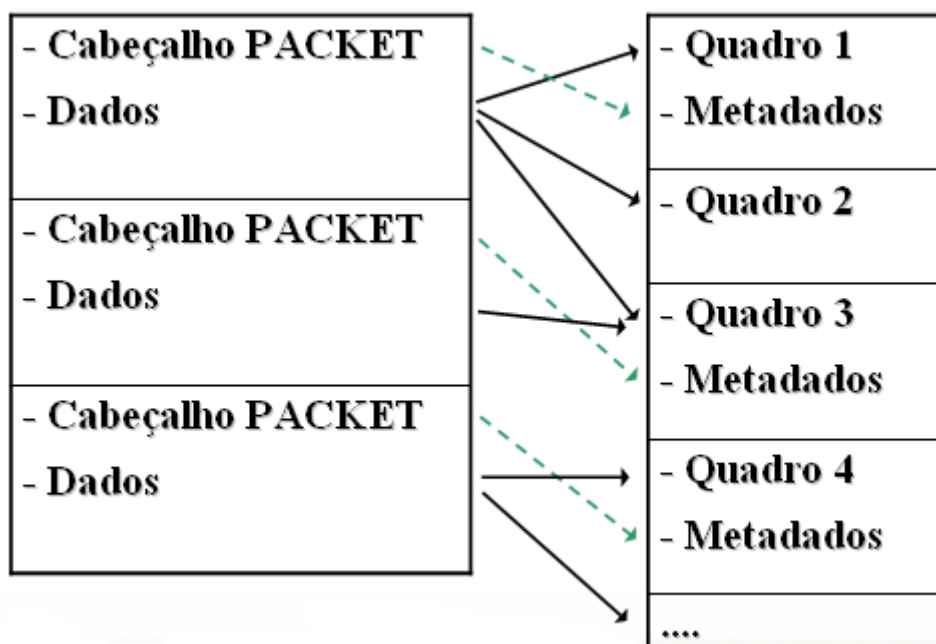 - Cabeçalho PACKET
- Dados
- Cabeçalho PACKET
- Dados
- Cabeçalho PACKET
- Dados
- Quadro 1
- Metadados
- Quadro 2
- Quadro 3
- Metadados
- Quadro 4
- Metadados
....